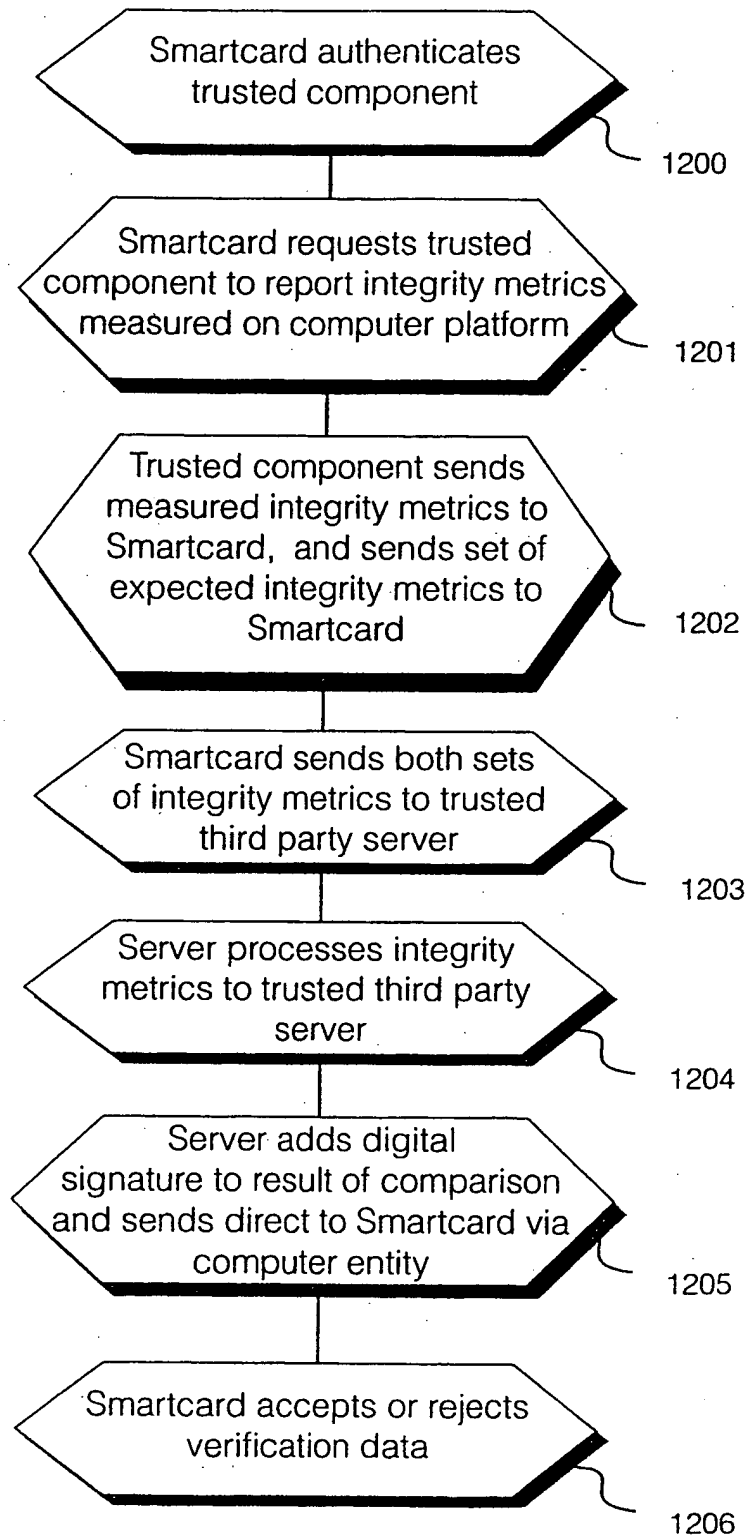 Smartcard authenticates
trusted component
1200
Smartcard requests trusted
component to report integrity metrics
measured on computer platform
1201
Trusted component sends
measured integrity metrics to
Smartcard, and sends set of
expected integrity metrics to
Smartcard
1202
Smartcard sends both sets
of integrity metrics to trusted
third party server
1203
Server processes integrity
metrics to trusted third party
server
1204
Server adds digital
signature to result of comparison
and sends direct to Smartcard via
computer entity
1205
Smartcard accepts or rejects
verification data
1206